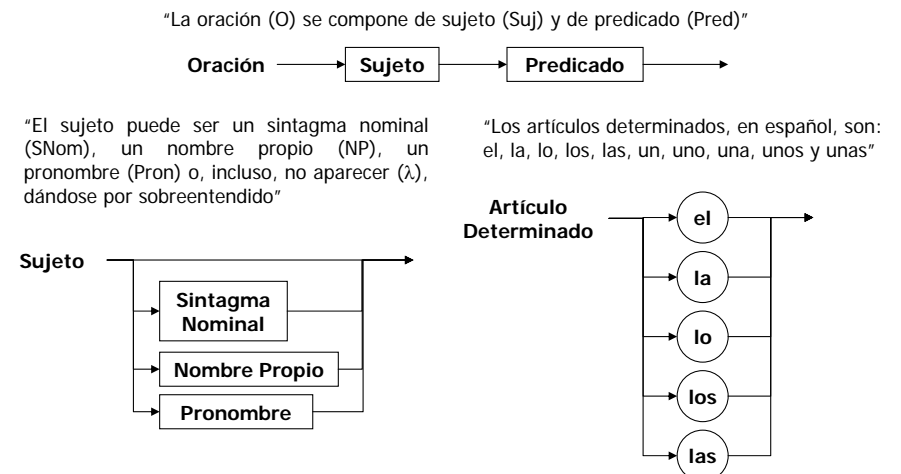 “La oración (O) se compone de sujeto (Suj) y de predicado (Pred)”
Oración Sujeto Predicado
“El sujeto puede ser un sintagma nominal
(SNom), un nombre propio (NP), un
pronombre (Pron) o, incluso, no aparecer (λ),
dándose por sobreentendido”
Sujeto
Sintagma
Nominal
Nombre Propio
Pronombre
“Los artículos determinados, en español, son:
el, la, lo, los, las, un, uno, una, unos y unas”
Artículo
Determinado
el
la
lo
los
las